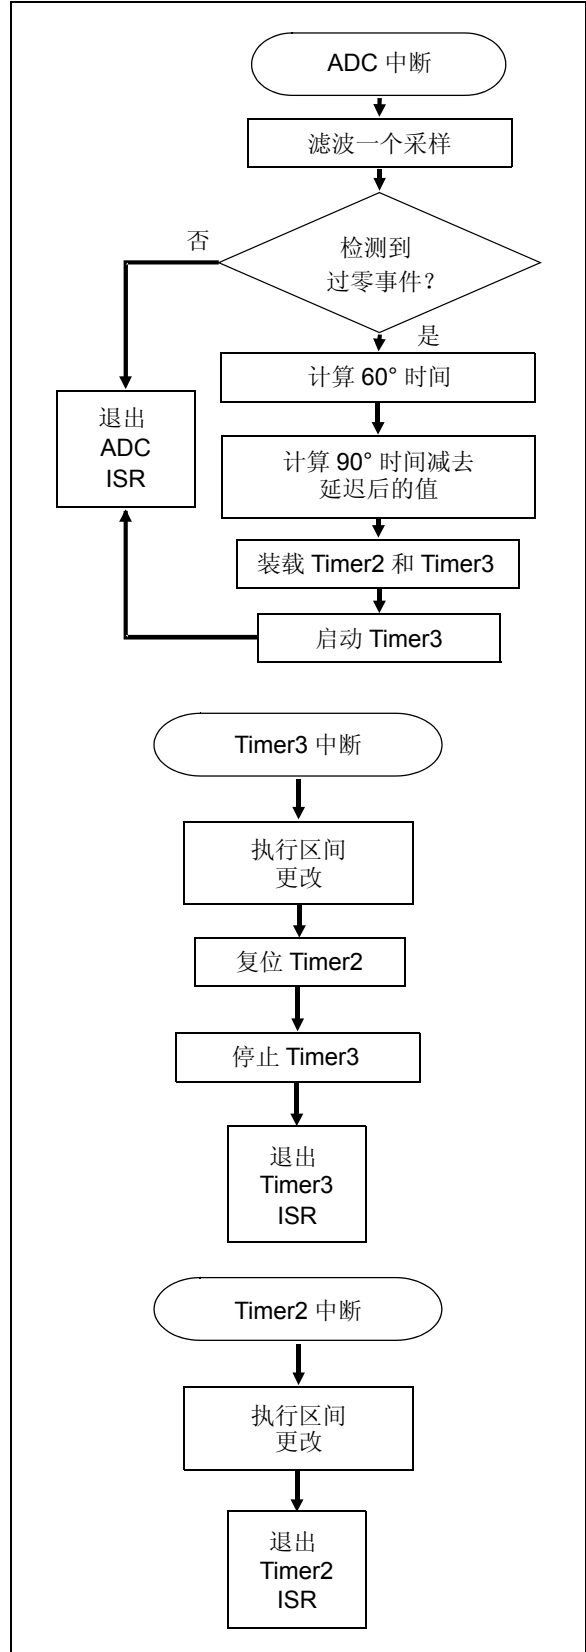 ADC 中断
滤波一个采样
否
检测到
过零事件？
是
计算 60° 时间
退出
ADC
ISR
计算 90° 时间减去
延迟后的值
装载 Timer2 和 Timer3
启动 Timer3
Timer3 中断
执行区间
更改
复位 Timer2
停止 Timer3
退出
Timer3
ISR
Timer2 中断
执行区间
更改
退出
Timer2
ISR